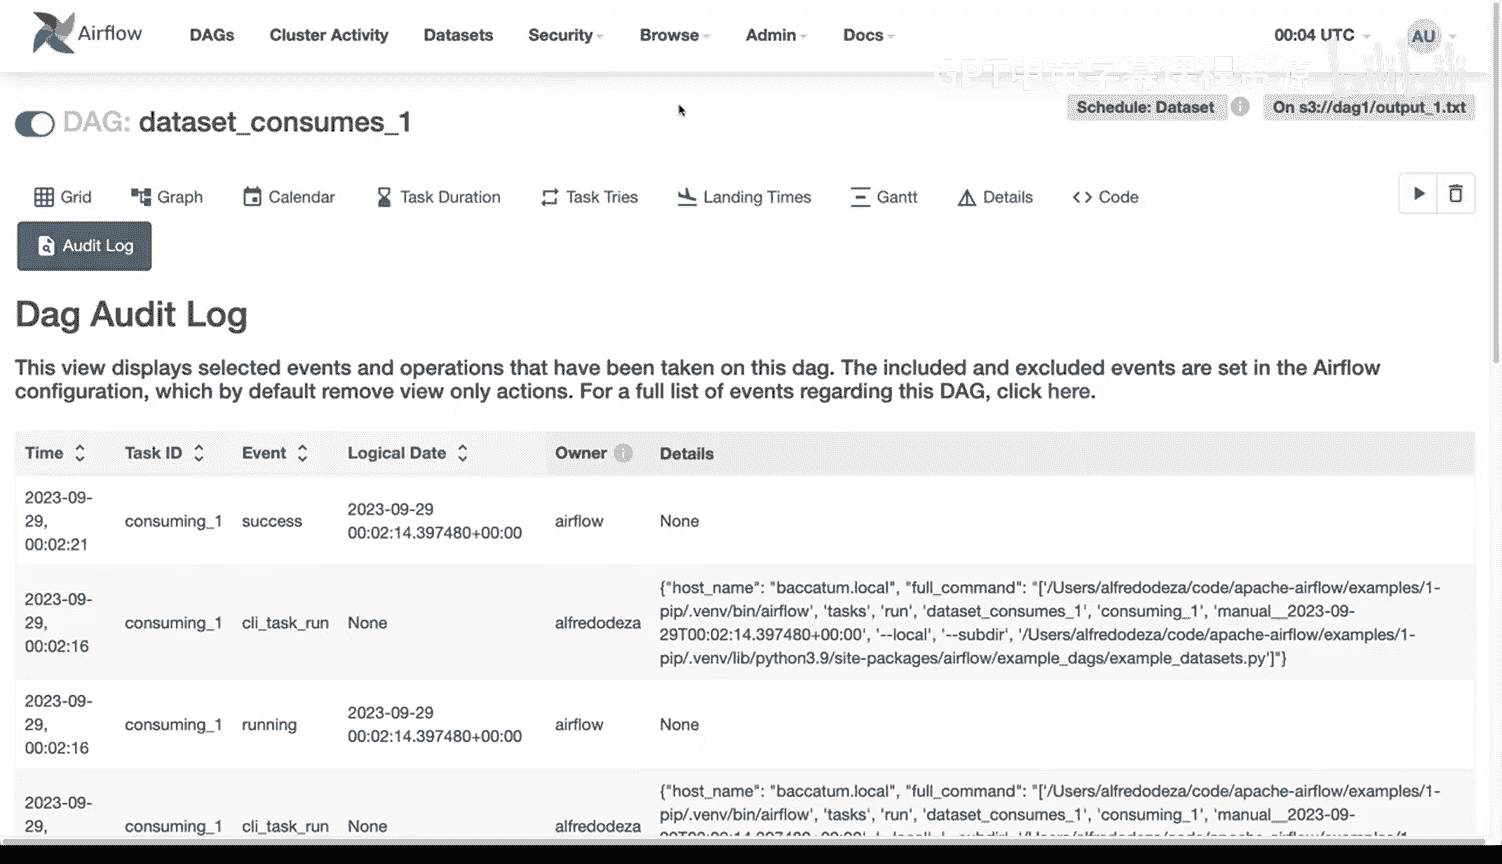 Airflow
DAGs
Cluster Activity
Datasets
Security
Browse
Admin
Docs
00:04 UTC
AU
GPT中英字幕课程资源
DAG: dataset_consumes_1
Schedule: Dataset
On s3://dag1/output_1.txt
Grid
Graph
Calendar
Task Duration
Task Tries
Landing Times
Gantt
Details
Code
Audit Log
Dag Audit Log
This view displays selected events and operations that have been taken on this dag. The included and excluded events are set in the Airflow
configuration, which by default remove view only actions. For a full list of events regarding this DAG, click here.
Time
Task ID
Event
Logical Date
Owner
Details
2023-09-
29,
00:02:21
consuming_1
success
2023-09-29
00:02:14.397480+00:00
airflow
None
2023-09-
29,
00:02:16
consuming_1
cli_task_run
None
alfredodeza
{"host_name": "baccatum.local", "full_command": "['/Users/alfredodeza/code/apache-airflow/examples/1-
pip/.venv/bin/airflow', 'tasks', 'run', 'dataset_consumes_1', 'consuming_1', 'manual__2023-09-
29T00:02:14.397480+00:00', '--local', '--subdir', '/Users/alfredodeza/code/apache-airflow/examples/1-
pip/.venv/lib/python3.9/site-packages/airflow/example_dags/example_datasets.py']"}
2023-09-
29,
00:02:16
consuming_1
running
2023-09-29
00:02:14.397480+00:00
airflow
None
2023-09-
29,
consuming_1
cli_task_run
None
alfredodeza
{"host_name": "baccatum.local", "full_command": "['/Users/alfredodeza/code/apache-airflow/examples/1-
pip/.venv/bin/airflow', 'tasks', 'run', 'dataset_consumes_1', 'consuming_1', 'manual__2023-09-